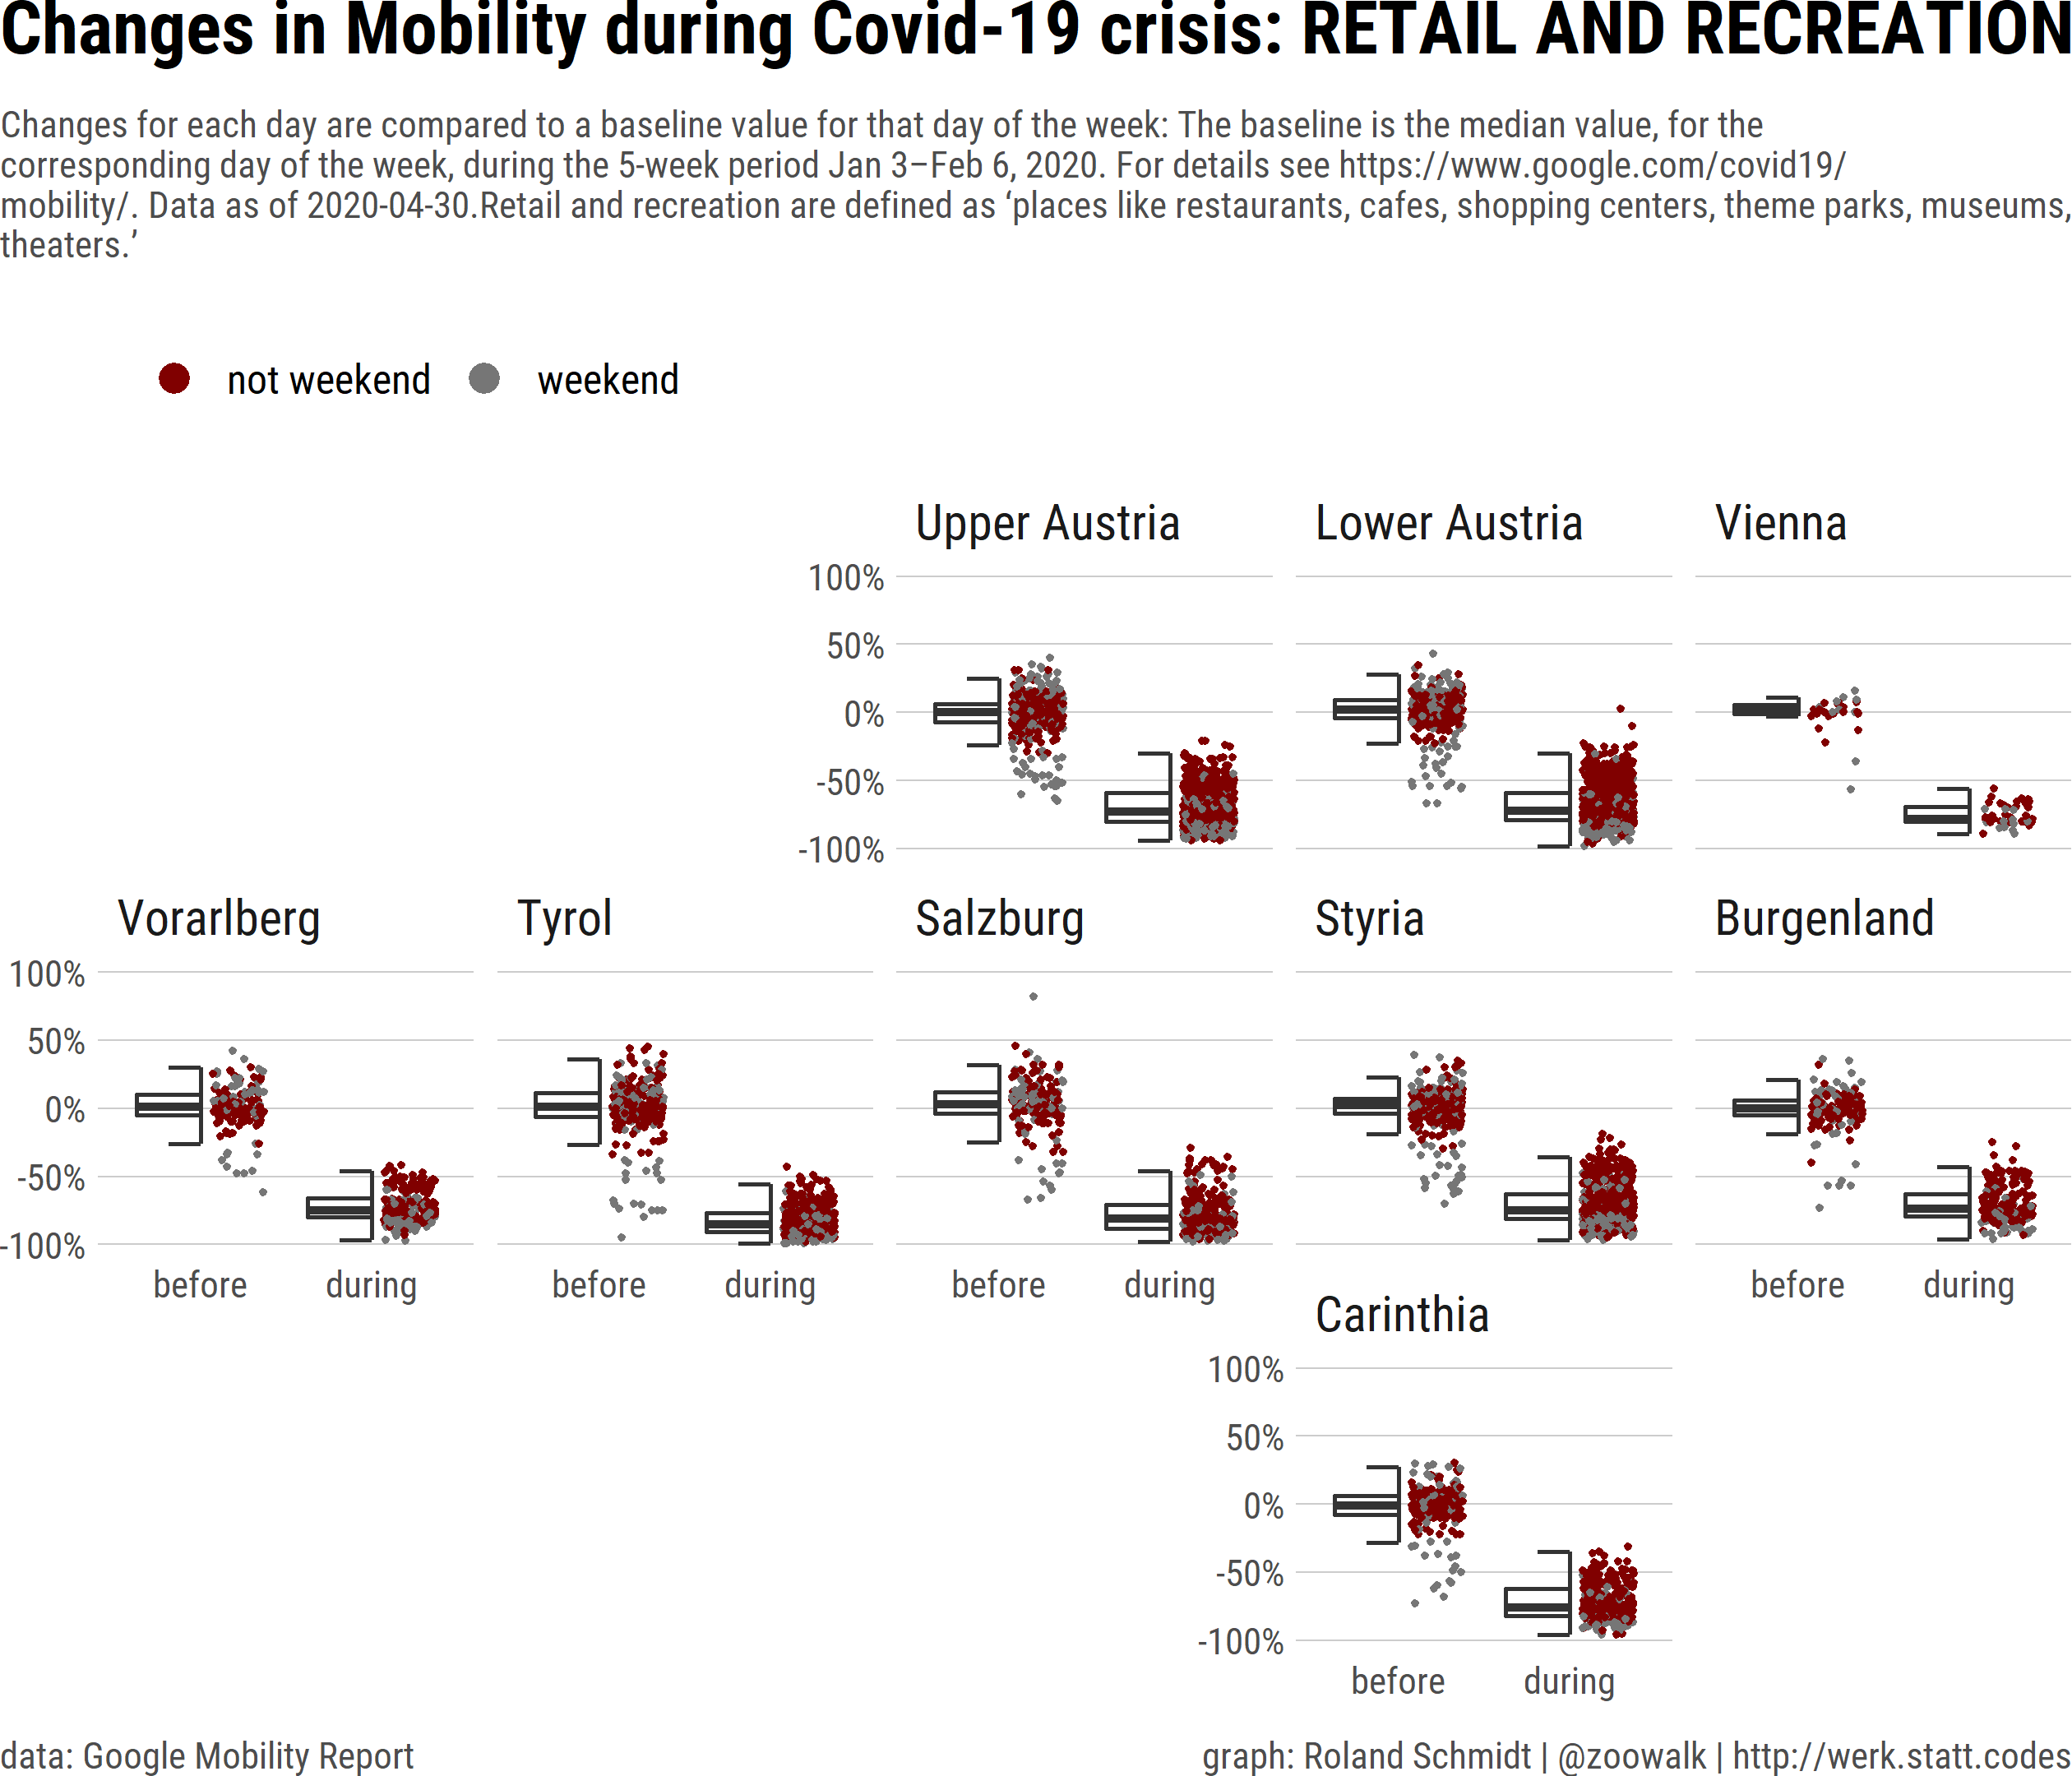 Changes in Mobility during Covid-19 crisis: RETAIL AND RECREATION
Changes for each day are compared to a baseline value for that day of the week: The baseline is the median value, for the
corresponding day of the week, during the 5-week period Jan 3–Feb 6, 2020. For details see https://www.google.com/covid19/
mobility/. Data as of 2020-04-30.Retail and recreation are defined as ‘places like restaurants, cafes, shopping centers, theme parks, museums,
theaters.’
not weekend weekend
Upper Austria Lower Austria Vienna
100%
50%
0%
-50%
-100%
Vorarlberg Tyrol Salzburg Styria Burgenland
100%
50%
0%
-50%
-100%
before during before during before during before during
Carinthia
100%
50%
0%
-50%
-100%
before during
data: Google Mobility Report graph: Roland Schmidt | @zoowalk | http://werk.statt.codes